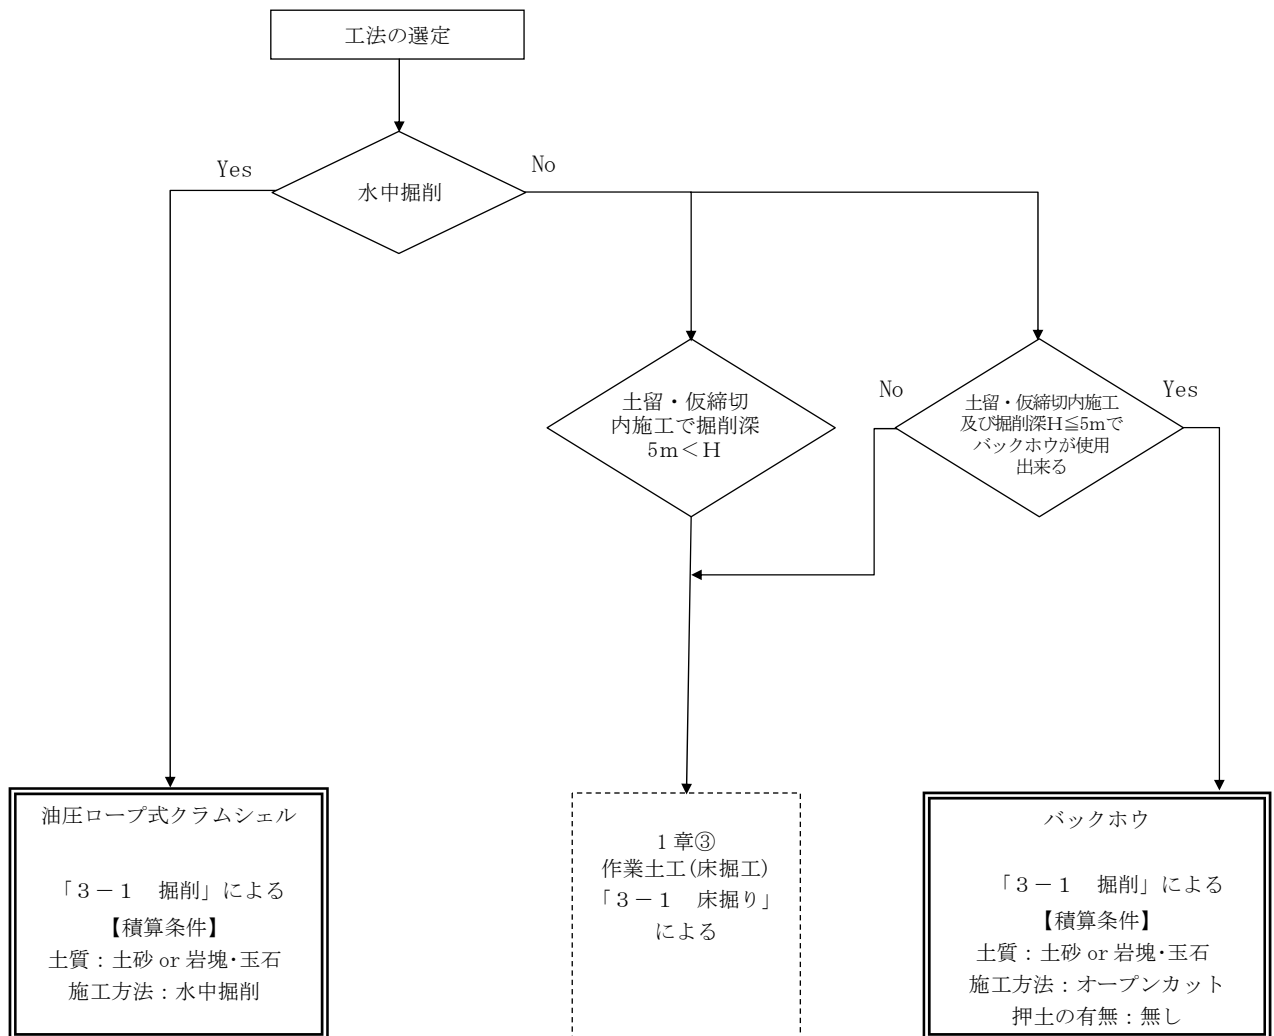 工法の選定
Yes
No
水中掘削
土留・仮締切
内施工で掘削深
5m＜H
No
Yes
土留・仮締切内施工
及び掘削深H≦5mで
バックホウが使用
出来る
油圧ロープ式クラムシェル
「３－１　掘削」による
【積算条件】
土質：土砂 or 岩塊・玉石
施工方法：水中掘削
１章③
作業土工(床掘工)
「３－１　床掘り」
による
バックホウ
「３－１　掘削」による
【積算条件】
土質：土砂 or 岩塊・玉石
施工方法：オープンカット
押土の有無：無し